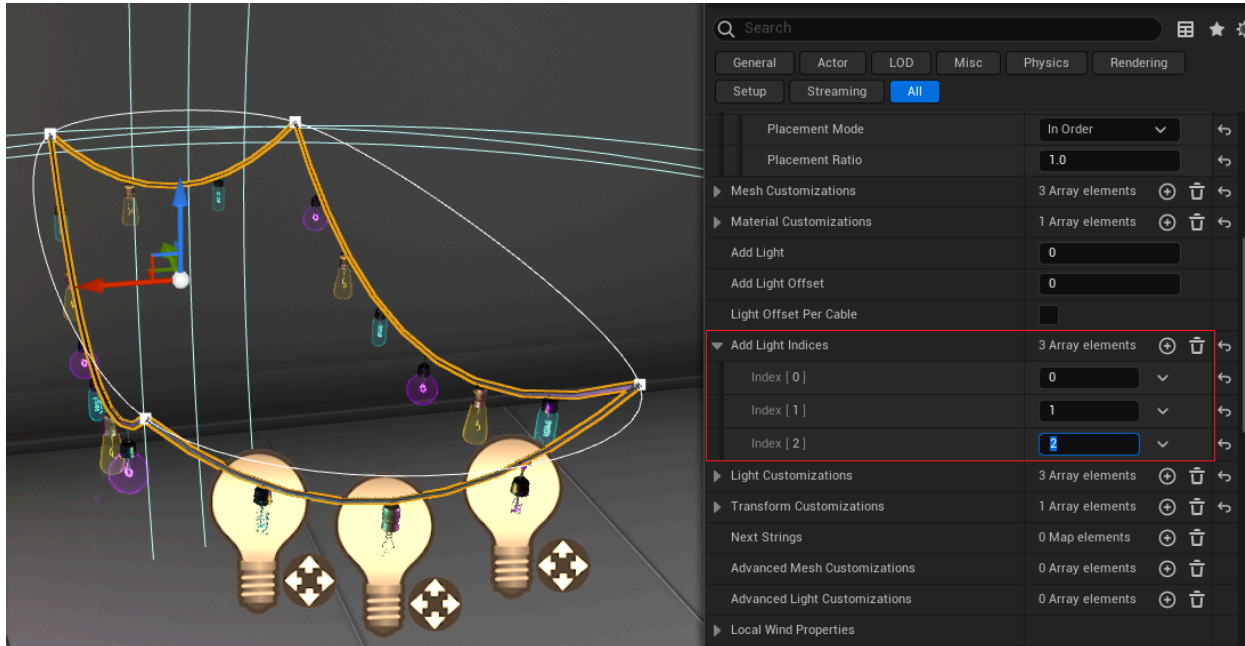 Search
General Actor LOD Misc Physics Rendering
Setup Streaming All
Placement Mode In Order
Placement Ratio 1.0
Mesh Customizations 3 Array elements
Material Customizations 1 Array elements
Add Light 0
Add Light Offset 0
Light Offset Per Cable
Add Light Indices 3 Array elements
Index [ 0 ] 0
Index [ 1 ] 1
Index [ 2 ] 2
Light Customizations 3 Array elements
Transform Customizations 1 Array elements
Next Strings 0 Map elements
Advanced Mesh Customizations 0 Array elements
Advanced Light Customizations 0 Array elements
Local Wind Properties